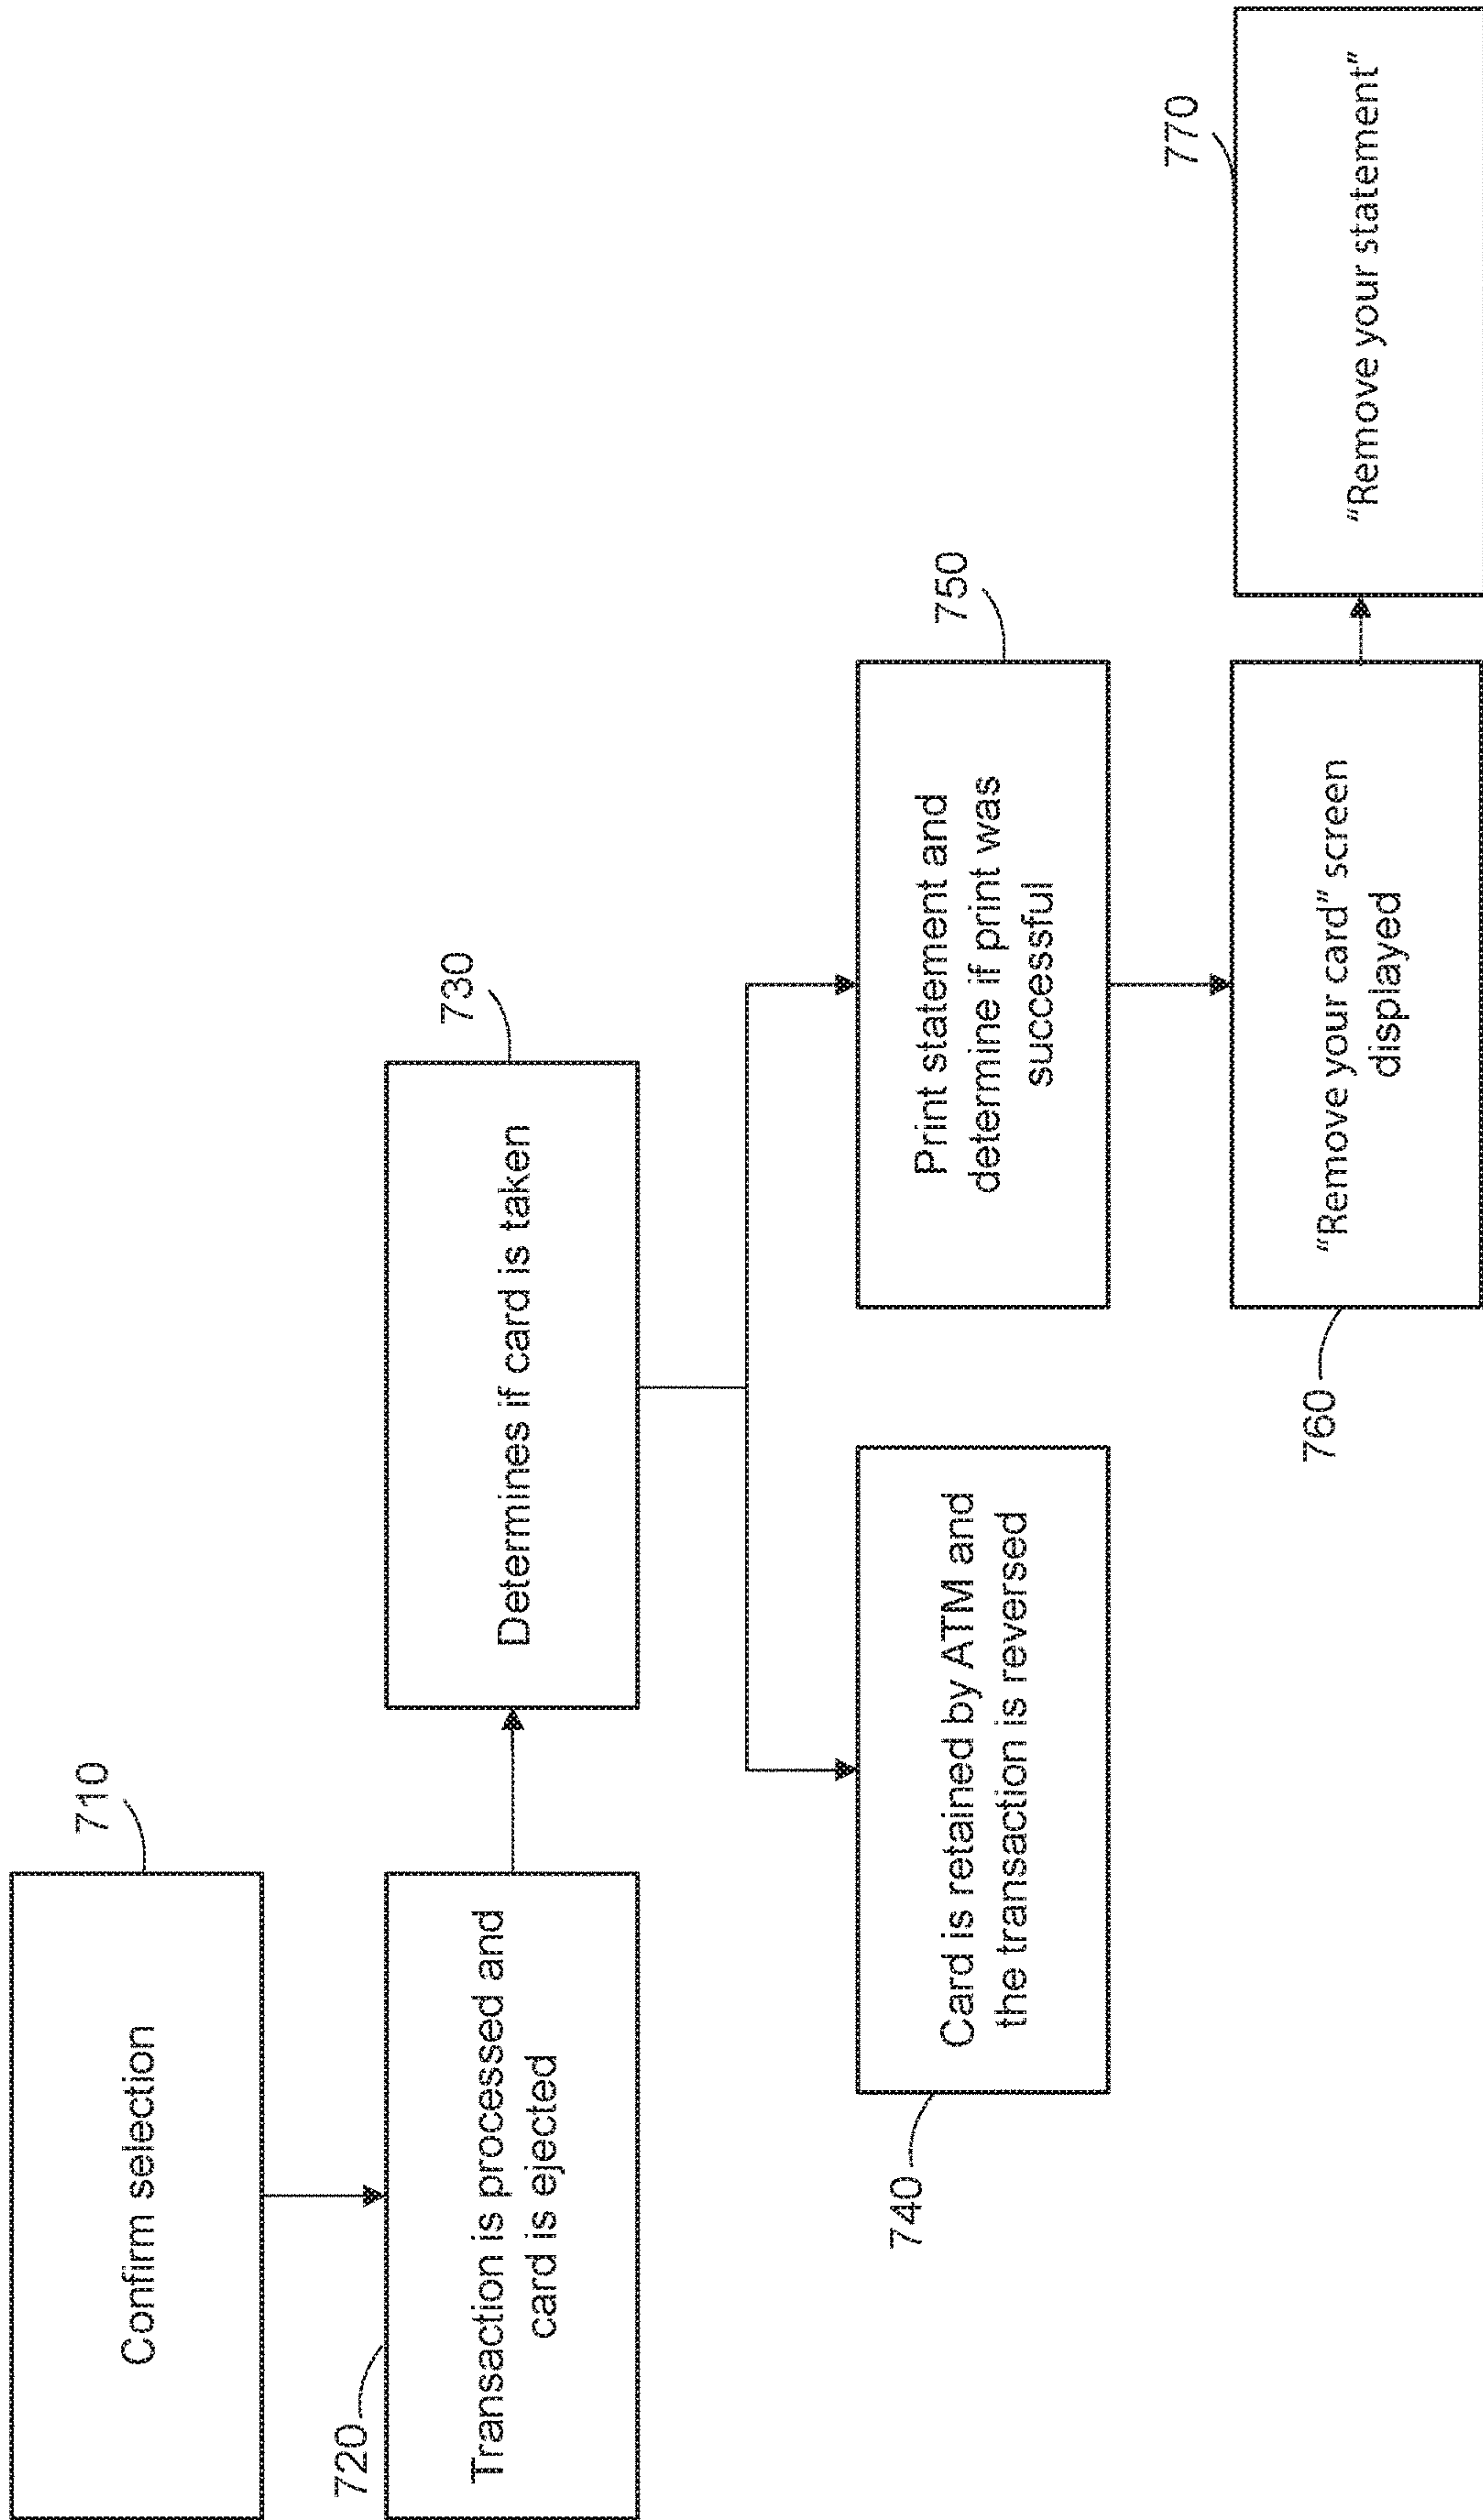 710
Confirm selection
720
Transaction is processed and
card is ejected
730
Determines if card is taken
740
Card is retained by ATM and
the transaction is reversed
750
Print statement and
determine if print was
successful
760
“Remove your card” screen
displayed
770
“Remove your statement”